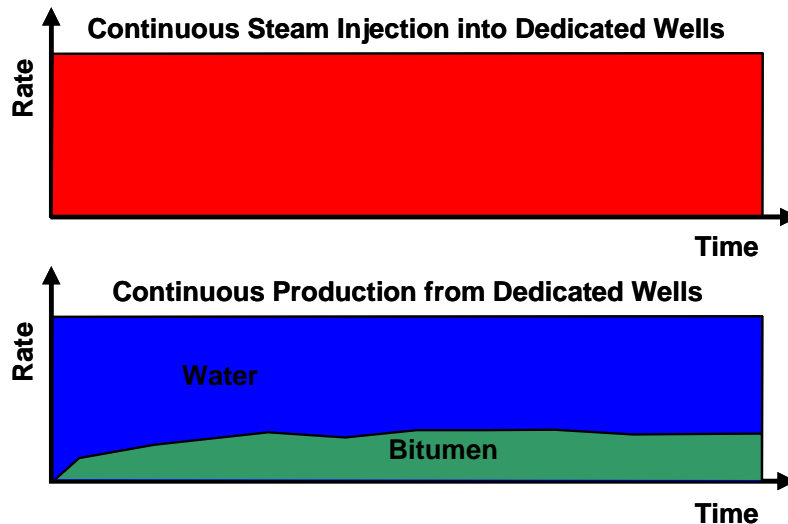 Continuous Steam Injection into Dedicated Wells
Rate
Time
Continuous Production from Dedicated Wells
Rate
Water
Bitumen
Time